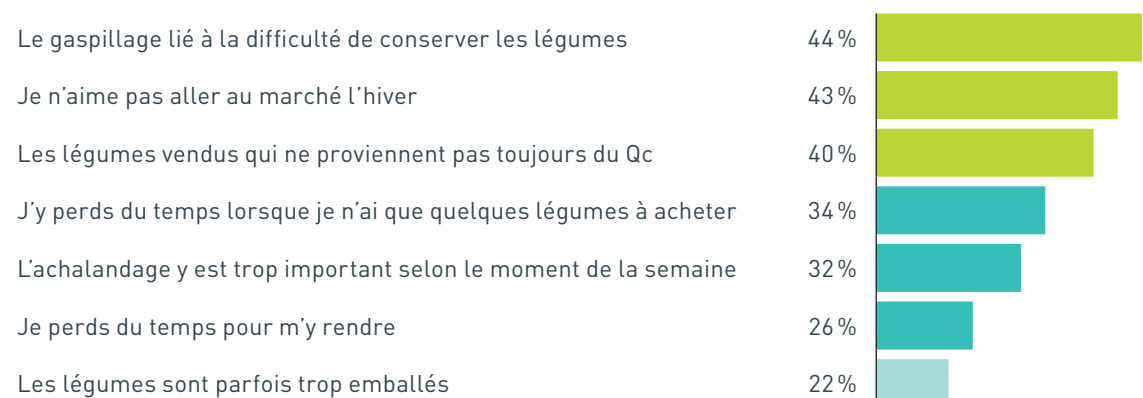 Le gaspillage lié à la difficulté de conserver les légumes 44 %
Je n’aime pas aller au marché l’hiver 43 %
Les légumes vendus qui ne proviennent pas toujours du Qc 40 %
J’y perds du temps lorsque je n’ai que quelques légumes à acheter 34 %
L’achalandage y est trop important selon le moment de la semaine 32 %
Je perds du temps pour m’y rendre 26 %
Les légumes sont parfois trop emballés 22 %